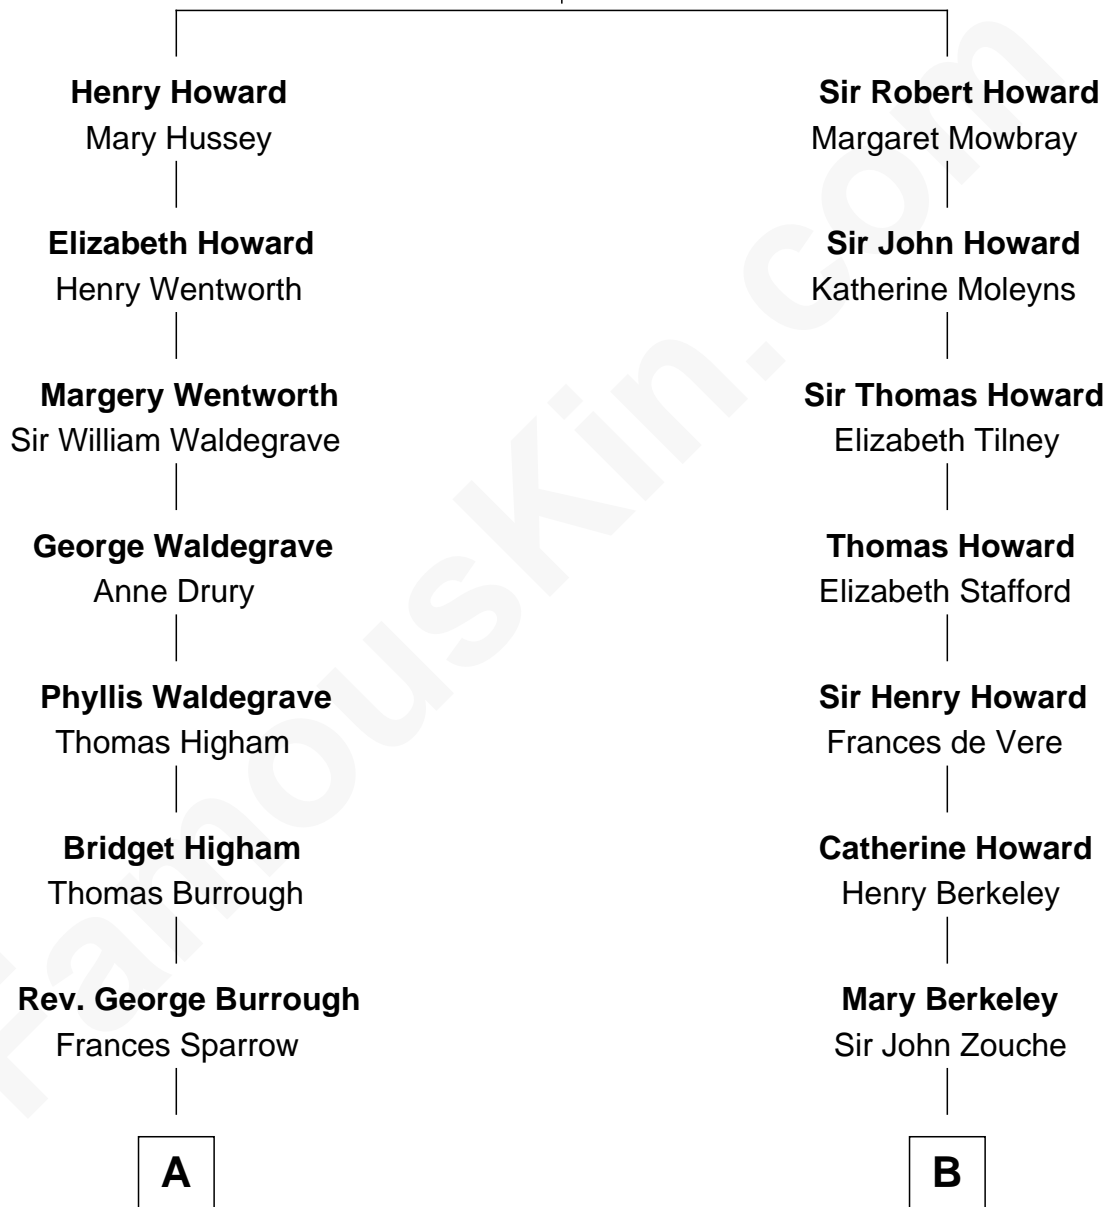 Henry Howard
Mary Hussey
Elizabeth Howard
Henry Wentworth
Margery Wentworth
Sir William Waldegrave
George Waldegrave
Anne Drury
Phyllis Waldegrave
Thomas Higham
Bridget Higham
Thomas Burrough
Rev. George Burrough
Frances Sparrow
A
Sir Robert Howard
Margaret Mowbray
Sir John Howard
Katherine Moleyns
Sir Thomas Howard
Elizabeth Tilney
Thomas Howard
Elizabeth Stafford
Sir Henry Howard
Frances de Vere
Catherine Howard
Henry Berkeley
Mary Berkeley
Sir John Zouche
B
FamousKin.com